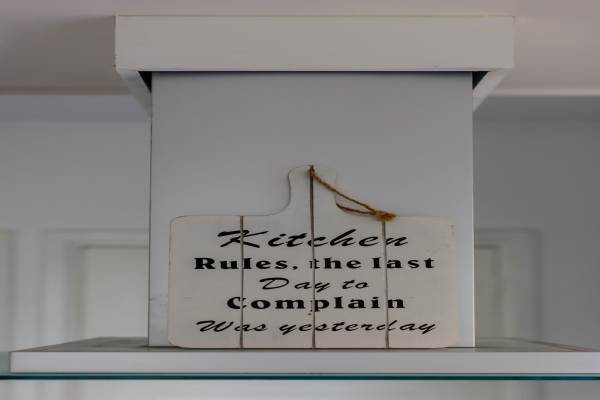 Kitchen
Rules. the last
Day to
Complain
Was yesterday